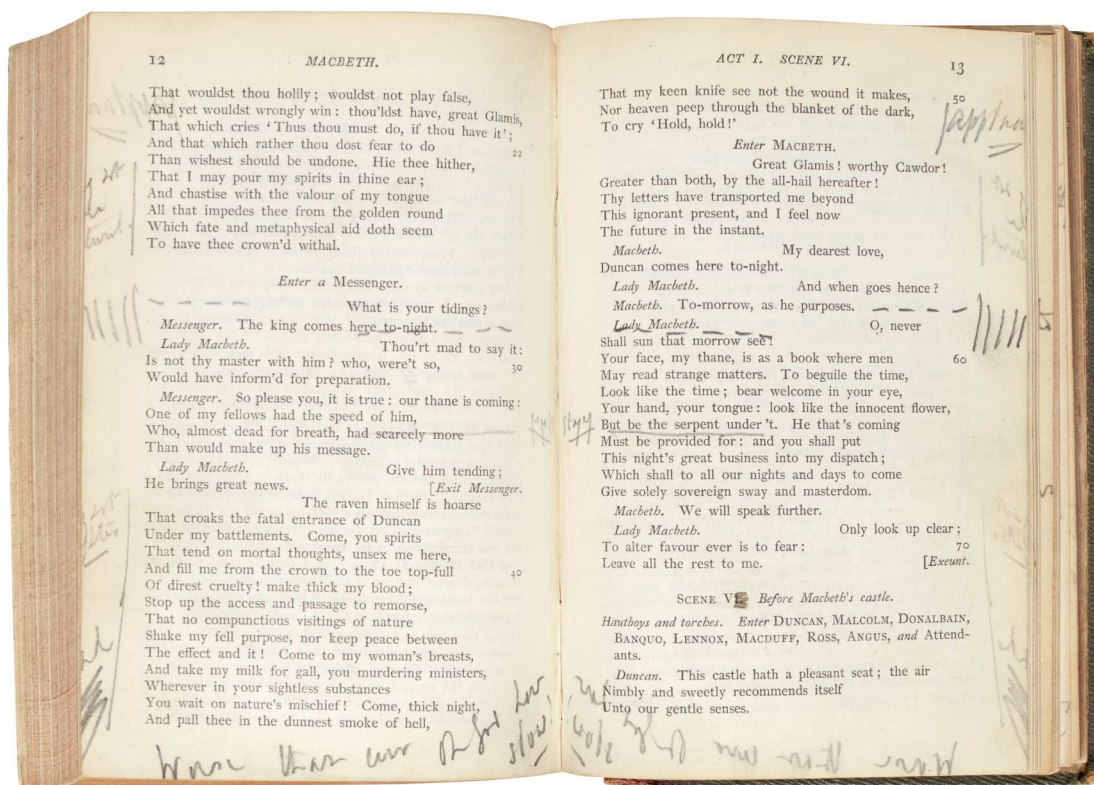 12
MACBETH.
That wouldst thou holily; wouldst not play false,
And yet wouldst wrongly win: thou'ldst have, great Glamis,
That which cries 'Thus thou must do, if thou have it';
And that which rather thou dost fear to do
22
Than wishest should be undone. Hie thee hither,
That I may pour my spirits in thine ear;
And chastise with the valour of my tongue
All that impedes thee from the golden round
Which fate and metaphysical aid doth seem
To have thee crown'd withal.
Enter a Messenger.
What is your tidings?
Messenger. The king comes here to-night.
Lady Macbeth. Thou'rt mad to say it:
Is not thy master with him? who, were't so, 30
Would have inform'd for preparation.
Messenger. So please you, it is true: our thane is coming:
One of my fellows had the speed of him,
Who, almost dead for breath, had scarcely more
Than would make up his message.
Lady Macbeth. Give him tending;
He brings great news. [Exit Messenger.
The raven himself is hoarse
That croaks the fatal entrance of Duncan
Under my battlements. Come, you spirits
That tend on mortal thoughts, unsex me here,
And fill me from the crown to the toe top-full 40
Of direst cruelty! make thick my blood;
Stop up the access and passage to remorse,
That no compunctious visitings of nature
Shake my fell purpose, nor keep peace between
The effect and it! Come to my woman's breasts,
And take my milk for gall, you murdering ministers,
Wherever in your sightless substances
You wait on nature's mischief! Come, thick night,
And pall thee in the dunnest smoke of hell,
slow
ACT I. SCENE VI.
13
That my keen knife see not the wound it makes, 50
Nor heaven peep through the blanket of the dark,
To cry 'Hold, hold!'
Enter MACBETH.
Great Glamis! worthy Cawdor!
Greater than both, by the all-hail hereafter!
Thy letters have transported me beyond
This ignorant present, and I feel now
The future in the instant.
Macbeth. My dearest love,
Duncan comes here to-night.
Lady Macbeth. And when goes hence?
Macbeth. To-morrow, as he purposes.
Lady Macbeth. O, never
Shall sun that morrow see!
Your face, my thane, is as a book where men 60
May read strange matters. To beguile the time,
Look like the time; bear welcome in your eye,
Your hand, your tongue: look like the innocent flower,
But be the serpent under't. He that's coming
Must be provided for: and you shall put
This night's great business into my dispatch;
Which shall to all our nights and days to come
Give solely sovereign sway and masterdom.
Macbeth. We will speak further.
Lady Macbeth. Only look up clear;
To alter favour ever is to fear: 70
Leave all the rest to me. [Exeunt.
SCENE VI. Before Macbeth's castle.
Hautboys and torches. Enter DUNCAN, MALCOLM, DONALBAIN,
BANQUO, LENNOX, MACDUFF, ROSS, ANGUS, and Attend-
ants.
Duncan. This castle hath a pleasant seat; the air
Nimbly and sweetly recommends itself
Unto our gentle senses.